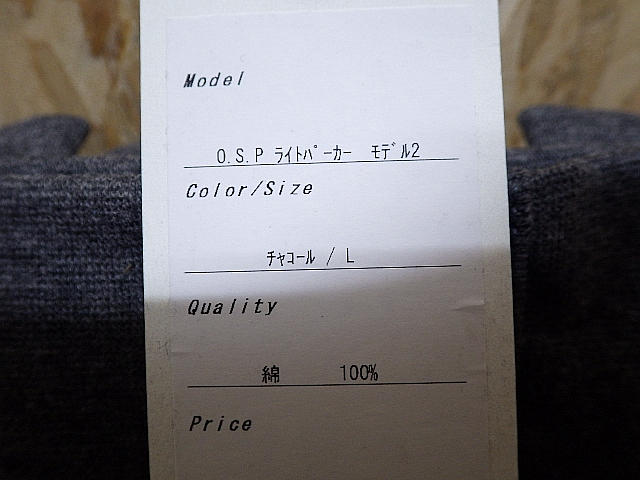 Model
O.S.P ﾗｲﾄﾊﾟｰｶｰ ﾓﾃﾞﾙ2
Color/Size
ﾁｬｺｰﾙ / L
Quality
綿 100%
Price